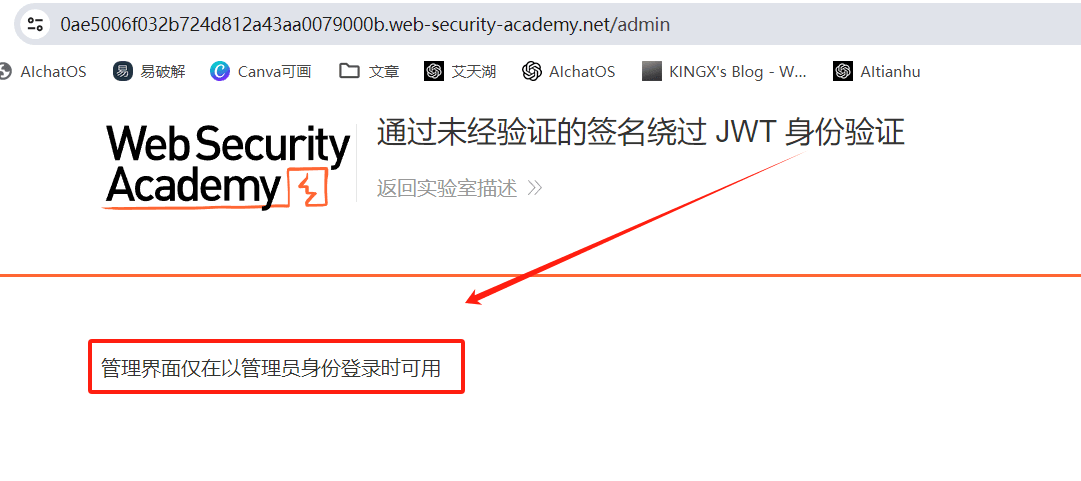 0ae5006f032b724d812a43aa0079000b.web-security-academy.net/admin
AIchatOS 易破解 Canva可画 文章 艾天湖 AIchatOS KINGX's Blog - W... AItianhu
Web Security
Academy
通过未经验证的签名绕过 JWT 身份验证
返回实验室描述
管理界面仅在以管理员身份登录时可用